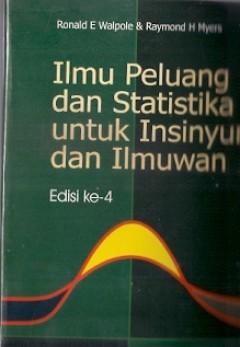 Ronald E Walpole & Raymond H Myers
Ilmu Peluang
dan Statistika
untuk Insinyur
dan Ilmuwan
Edisi ke-4